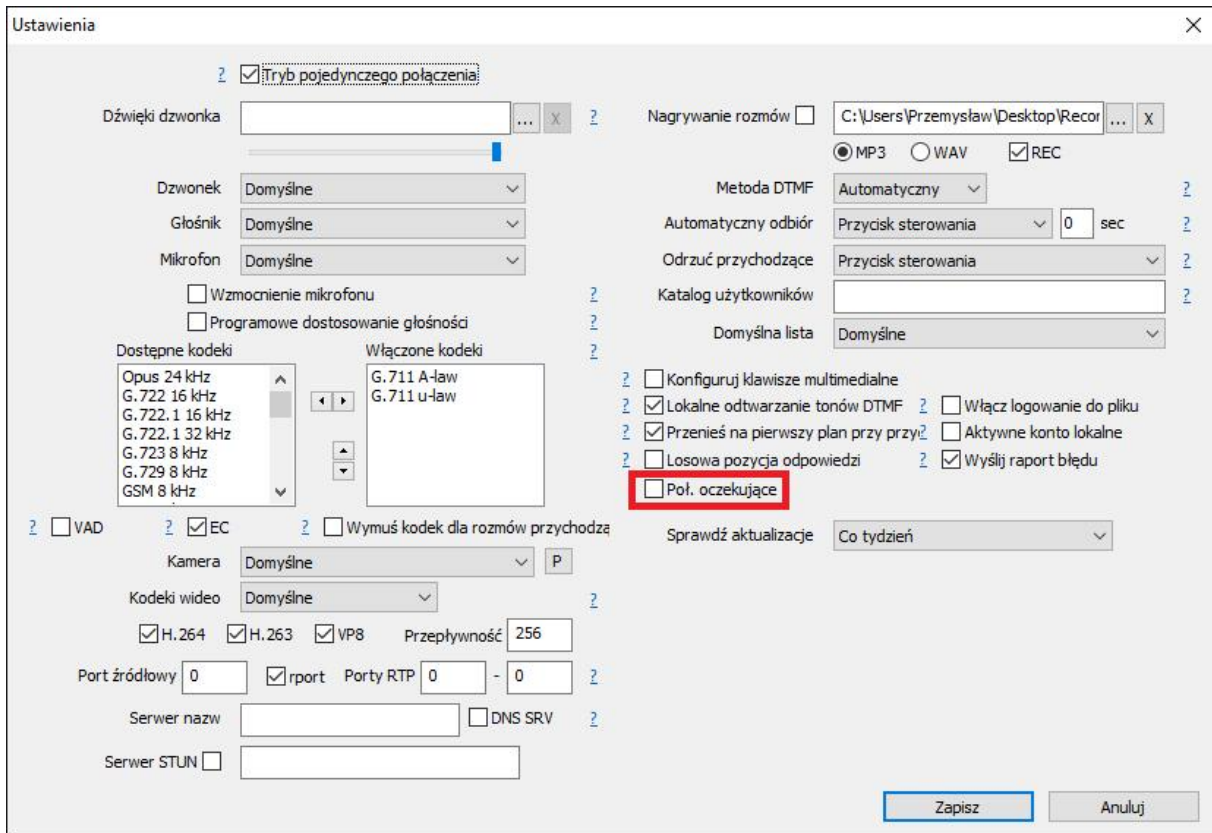 Ustawienia
? Tryb pojedynczego połączenia
Dźwięki dzwonka ... X ?
Dzwonek Domyślne
Głośnik Domyślne
Mikrofon Domyślne
Wzmocnienie mikrofonu ?
Programowe dostosowanie głośności ?
Dostępne kodeki Włączone kodeki ?
Opus 24 kHz
G.722 16 kHz
G.722.1 16 kHz
G.722.1 32 kHz
G.723 8 kHz
G.729 8 kHz
GSM 8 kHz
G.711 A-law
G.711 u-law
? VAD ? EC ? Wymuś kodek dla rozmów przychodzą
Kamera Domyślne P
Kodeki wideo Domyślne ?
H.264 H.263 VP8 Przepływność 256
Port źródłowy 0 rport Porty RTP 0 - 0 ?
Serwer nazw DNS SRV ?
Serwer STUN
Nagrywanie rozmów C:\Users\Przemysław\Desktop\Recor ... X
MP3 WAV REC
Metoda DTMF Automatyczny ?
Automatyczny odbiór Przycisk sterowania 0 sec ?
Odrzuć przychodzące Przycisk sterowania ?
Katalog użytkowników ?
Domyślna lista Domyślne
? Konfiguruj klawisze multimedialne
? Lokalne odtwarzanie tonów DTMF ? Włącz logowanie do pliku
? Przenieś na pierwszy plan przy przy ? Aktywne konto lokalne
? Losowa pozycja odpowiedzi ? Wyślij raport błędu
Poł. oczekujące
Sprawdź aktualizacje Co tydzień
Zapisz Anuluj